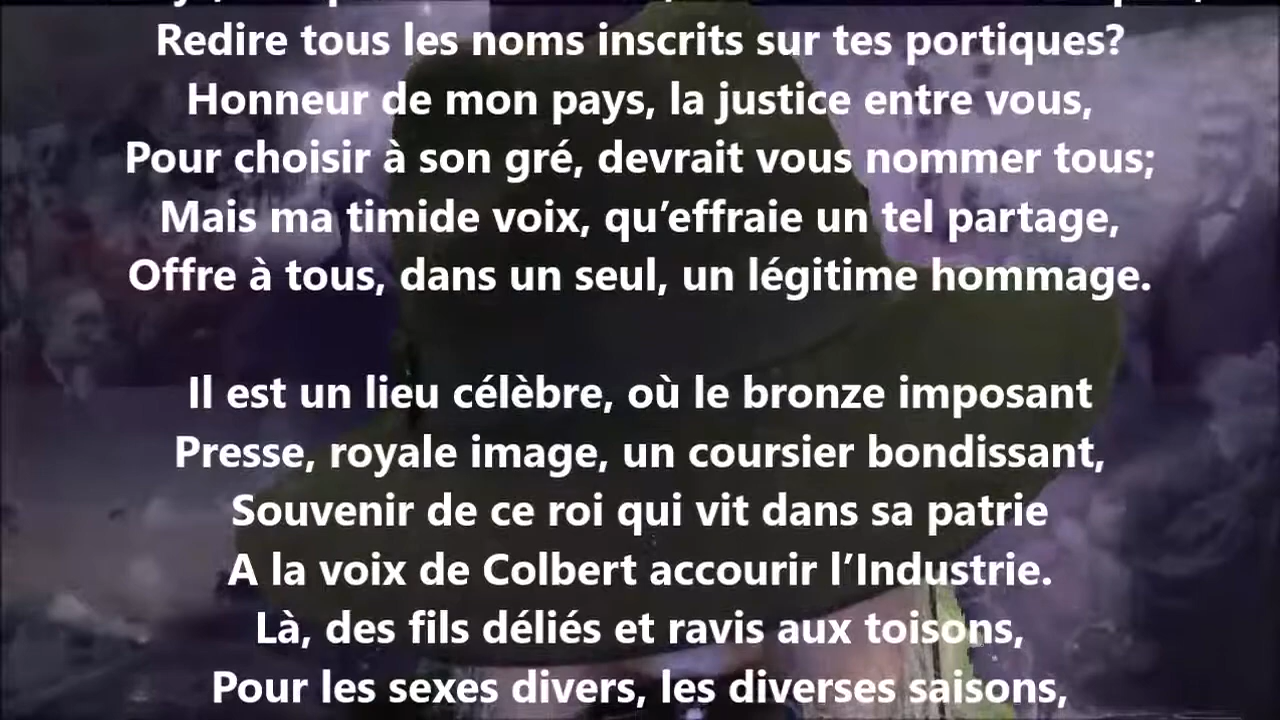 Redire tous les noms inscrits sur tes portiques?
Honneur de mon pays, la justice entre vous,
Pour choisir à son gré, devrait vous nommer tous;
Mais ma timide voix, qu’effraie un tel partage,
Offre à tous, dans un seul, un légitime hommage.
Il est un lieu célèbre, où le bronze imposant
Presse, royale image, un coursier bondissant,
Souvenir de ce roi qui vit dans sa patrie
A la voix de Colbert accourir l’Industrie.
Là, des fils déliés et ravis aux toisons,
Pour les sexes divers, les diverses saisons,